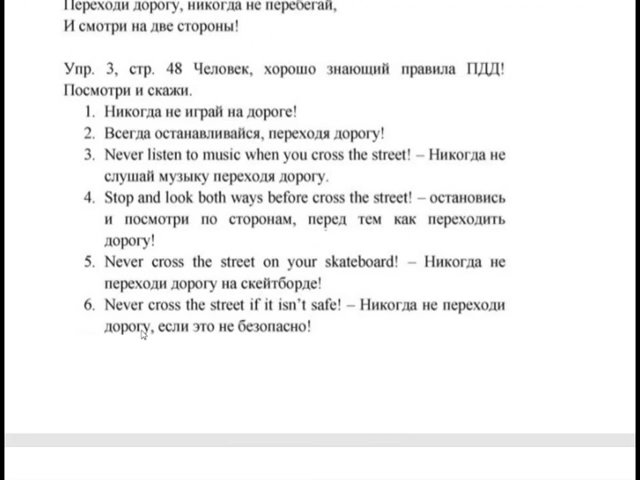 Переходи дорогу, никогда не перебегай,
И смотри на две стороны!
Упр. 3, стр. 48 Человек, хорошо знающий правила ПДД!
Посмотри и скажи.
1. Никогда не играй на дороге!
2. Всегда останавливайся, переходя дорогу!
3. Never listen to music when you cross the street! – Никогда не
слушай музыку переходя дорогу.
4. Stop and look both ways before cross the street! – остановись
и посмотри по сторонам, перед тем как переходить
дорогу!
5. Never cross the street on your skateboard! – Никогда не
переходи дорогу на скейтборде!
6. Never cross the street if it isn’t safe! – Никогда не переходи
дорогу, если это не безопасно!